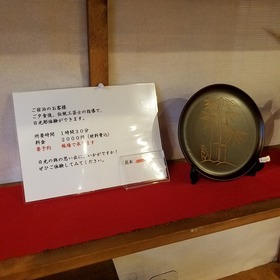 ご宿泊のお客様
ご夕食後、伝統工芸士の指導で、
日光彫体験ができます。
所要時間 1時間30分
料金 2000円(材料費込)
要予約 帳場で承ります
日光の旅の思い出に、いかがですか!
ぜひご体験してみてください。
見本